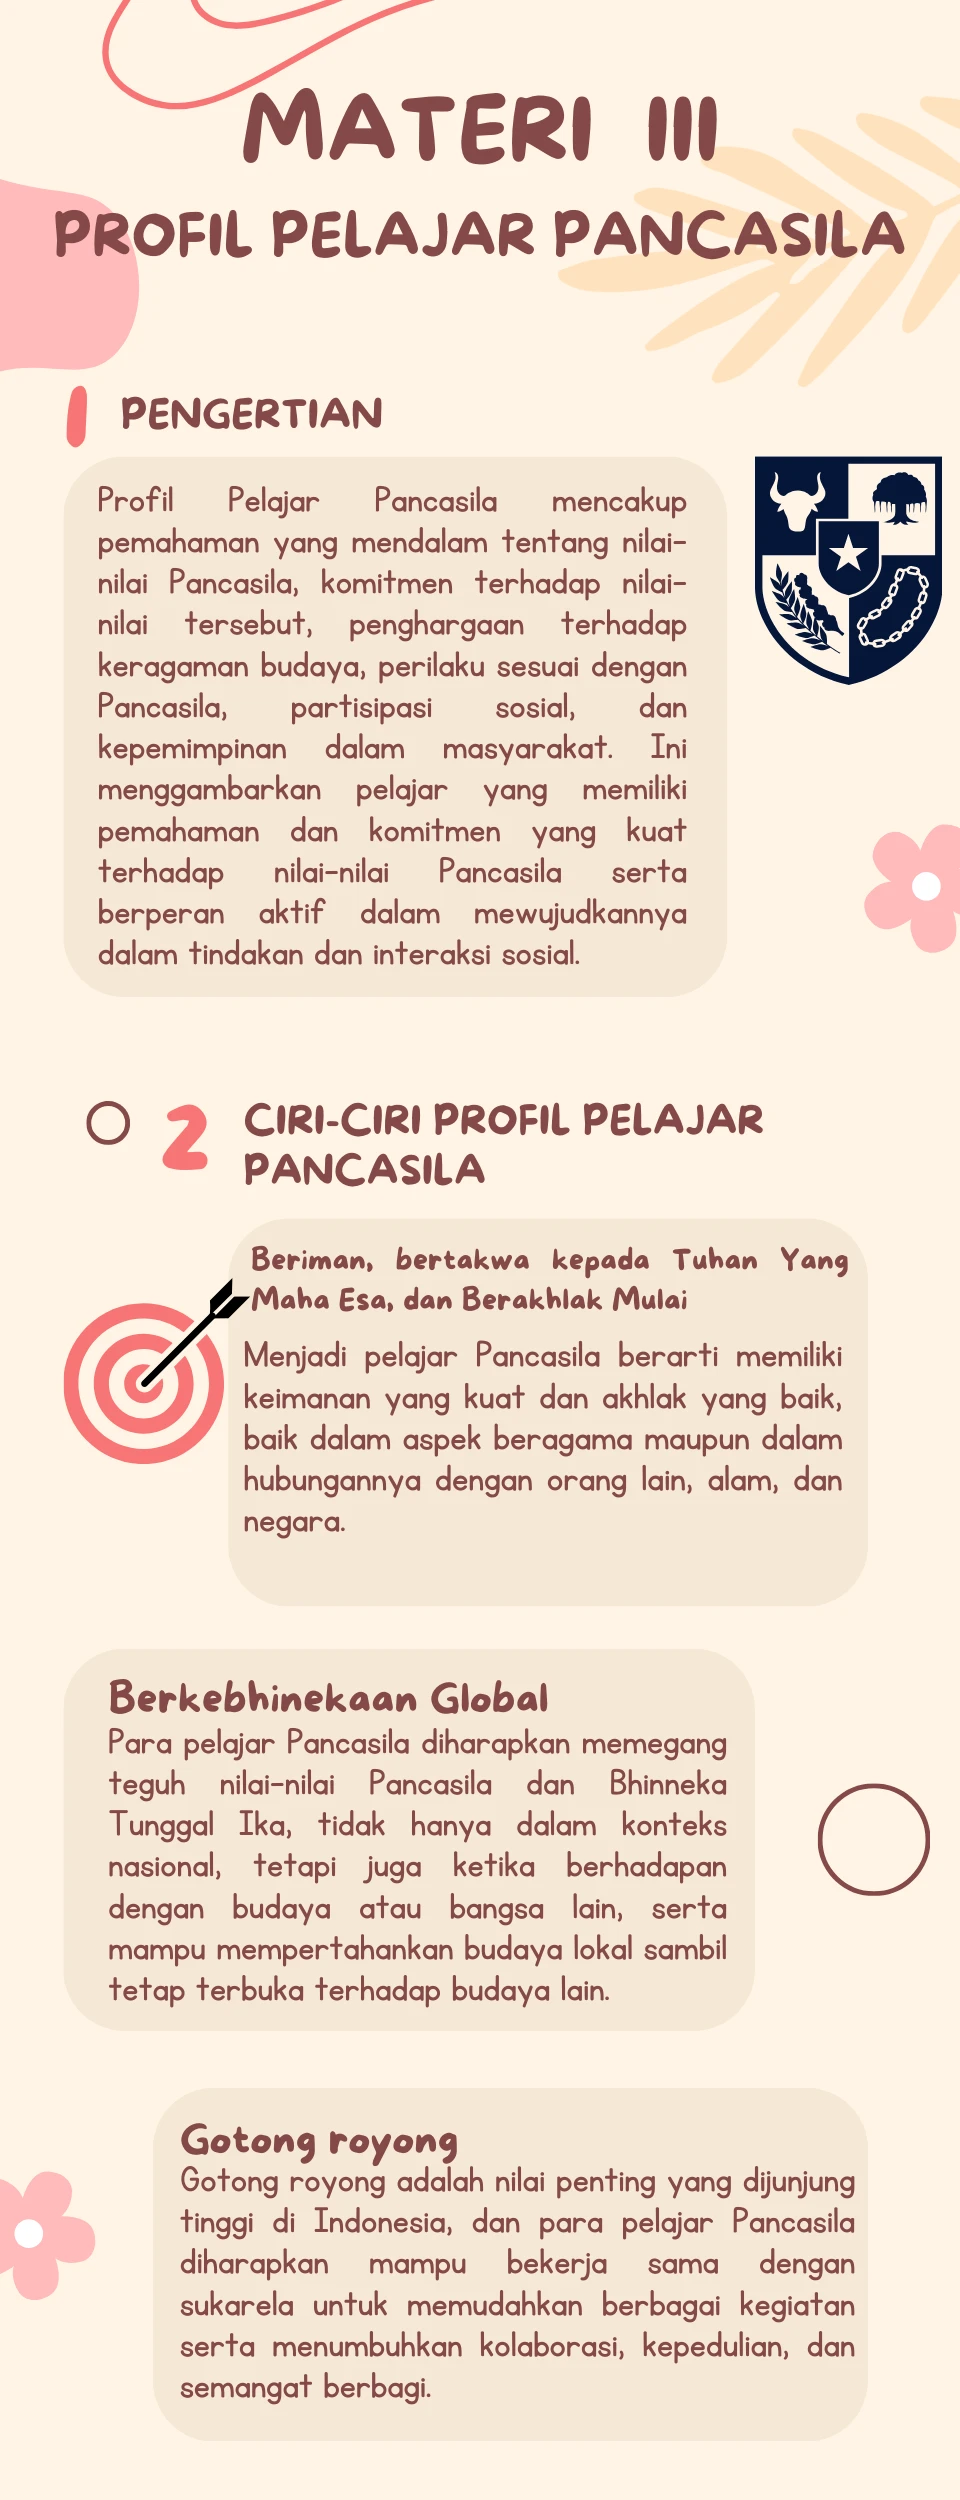 MATERI III
PROFIL PELAJAR PANCASILA
1 PENGERTIAN
Profil Pelajar Pancasila mencakup
pemahaman yang mendalam tentang nilai-
nilai Pancasila, komitmen terhadap nilai-
nilai tersebut, penghargaan terhadap
keragaman budaya, perilaku sesuai dengan
Pancasila, partisipasi sosial, dan
kepemimpinan dalam masyarakat. Ini
menggambarkan pelajar yang memiliki
pemahaman dan komitmen yang kuat
terhadap nilai-nilai Pancasila serta
berperan aktif dalam mewujudkannya
dalam tindakan dan interaksi sosial.
2 CIRI-CIRI PROFIL PELAJAR
PANCASILA
Beriman, bertakwa kepada Tuhan Yang
Maha Esa, dan Berakhlak Mulai
Menjadi pelajar Pancasila berarti memiliki
keimanan yang kuat dan akhlak yang baik,
baik dalam aspek beragama maupun dalam
hubungannya dengan orang lain, alam, dan
negara.
Berkebhinekaan Global
Para pelajar Pancasila diharapkan memegang
teguh nilai-nilai Pancasila dan Bhinneka
Tunggal Ika, tidak hanya dalam konteks
nasional, tetapi juga ketika berhadapan
dengan budaya atau bangsa lain, serta
mampu mempertahankan budaya lokal sambil
tetap terbuka terhadap budaya lain.
Gotong royong
Gotong royong adalah nilai penting yang dijunjung
tinggi di Indonesia, dan para pelajar Pancasila
diharapkan mampu bekerja sama dengan
sukarela untuk memudahkan berbagai kegiatan
serta menumbuhkan kolaborasi, kepedulian, dan
semangat berbagi.